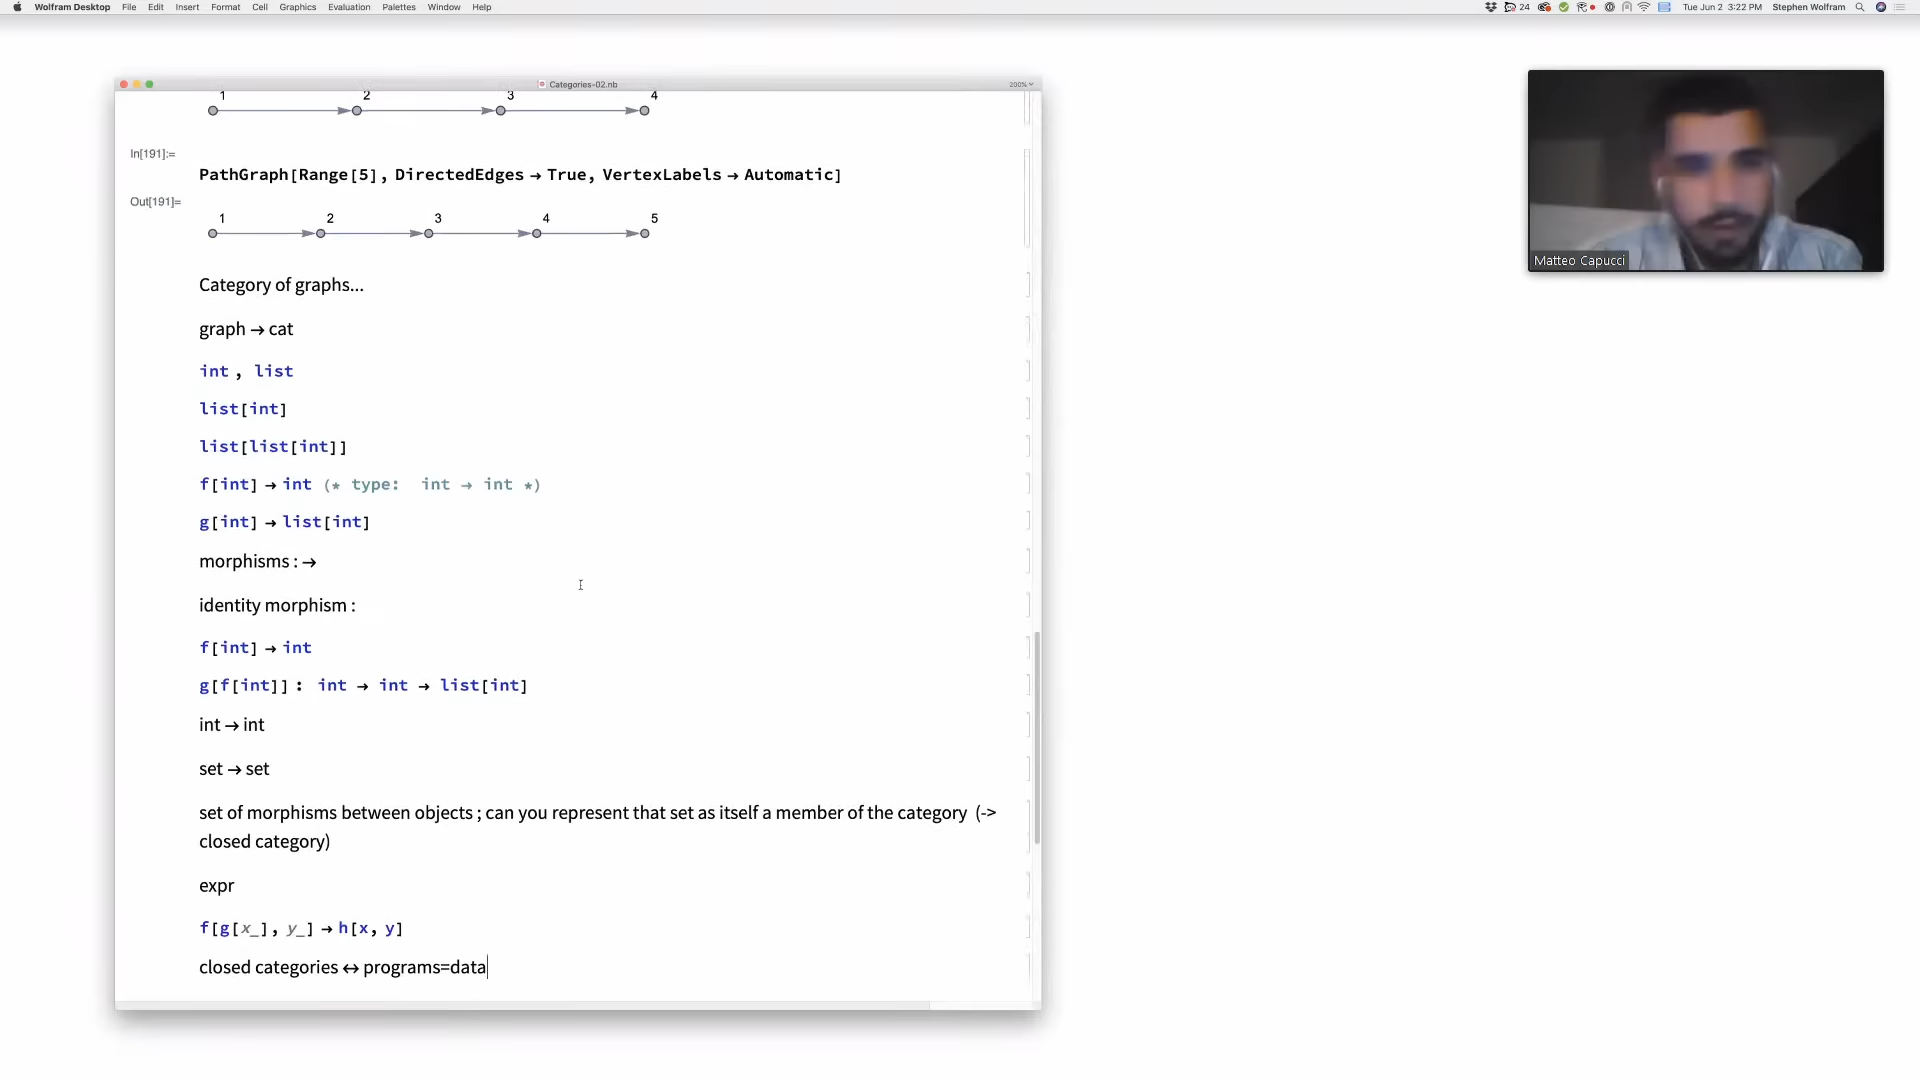 Wolfram Desktop File Edit Insert Format Cell Graphics Evaluation Palettes Window Help 24 Tue Jun 2 3:22 PM Stephen Wolfram
Categories-02.nb 200%
1 2 3 4
In[191]:=
PathGraph[Range[5], DirectedEdges → True, VertexLabels → Automatic]
Out[191]=
1 2 3 4 5
Category of graphs...
graph → cat
int , list
list[int]
list[list[int]]
f[int] → int (* type: int → int *)
g[int] → list[int]
morphisms : →
identity morphism :
f[int] → int
g[f[int]] : int → int → list[int]
int → int
set → set
set of morphisms between objects ; can you represent that set as itself a member of the category (->
closed category)
expr
f[g[x_], y_] → h[x, y]
closed categories ↔ programs=data
Matteo Capucci